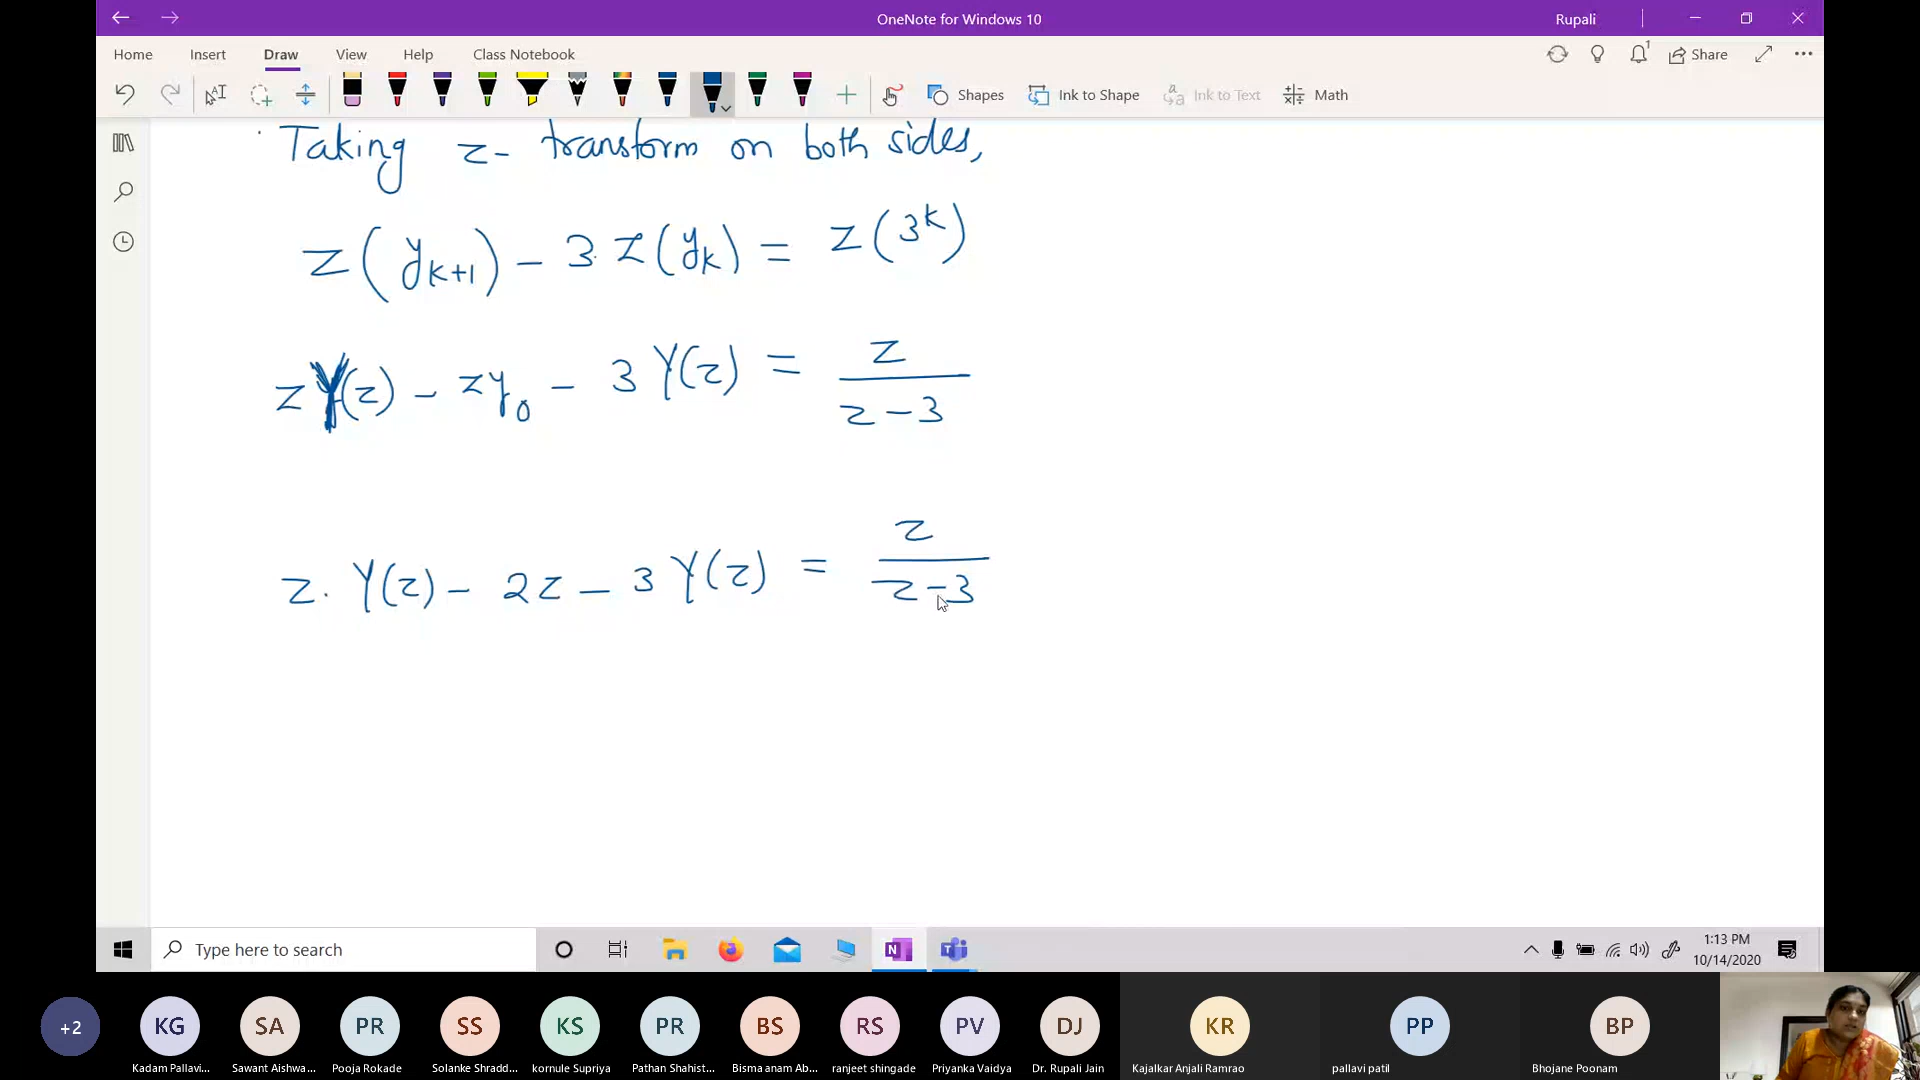 OneNote for Windows 10
Rupali
Home Insert Draw View Help Class Notebook
1
Share
Shapes Ink to Shape Ink to Text Math
Taking z- transform on both sides,
z(y_{k+1}) - 3 Z(y_k) = z(3^k)
zY(z) - zy_0 - 3Y(z) = z/(z-3)
z. Y(z) - 2z - 3Y(z) = z/(z-3)
Type here to search
1:13 PM
10/14/2020
+2 KG SA PR SS KS PR BS RS PV DJ KR PP BP
Kadam Pallavi... Sawant Aishwa... Pooja Rokade Solanke Shradd... kornule Supriya Pathan Shahist... Bisma anam Ab... ranjeet shingade Priyanka Vaidya Dr. Rupali Jain Kajalkar Anjali Ramrao pallavi patil Bhojane Poonam